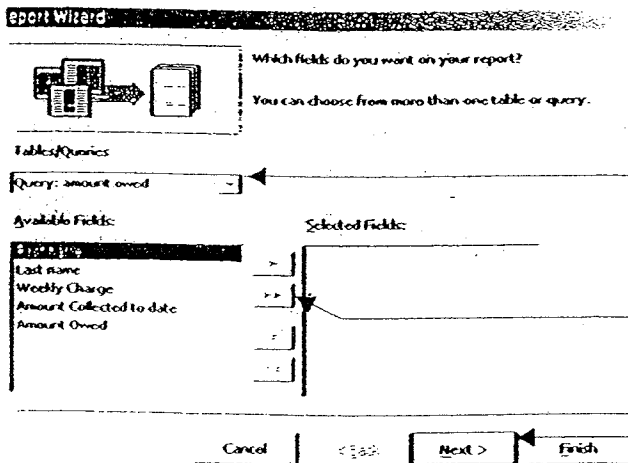 eport Wizard
Which fields do you want on your report?
You can choose from more than one table or query.
Tables/Queries
Query: amount owed
Available Fields:
Selected Fields:
Last name
Weekly Charge
Amount Collected to date
Amount Owed
>
>>
<
<<
Cancel
< Back
Next >
Finish